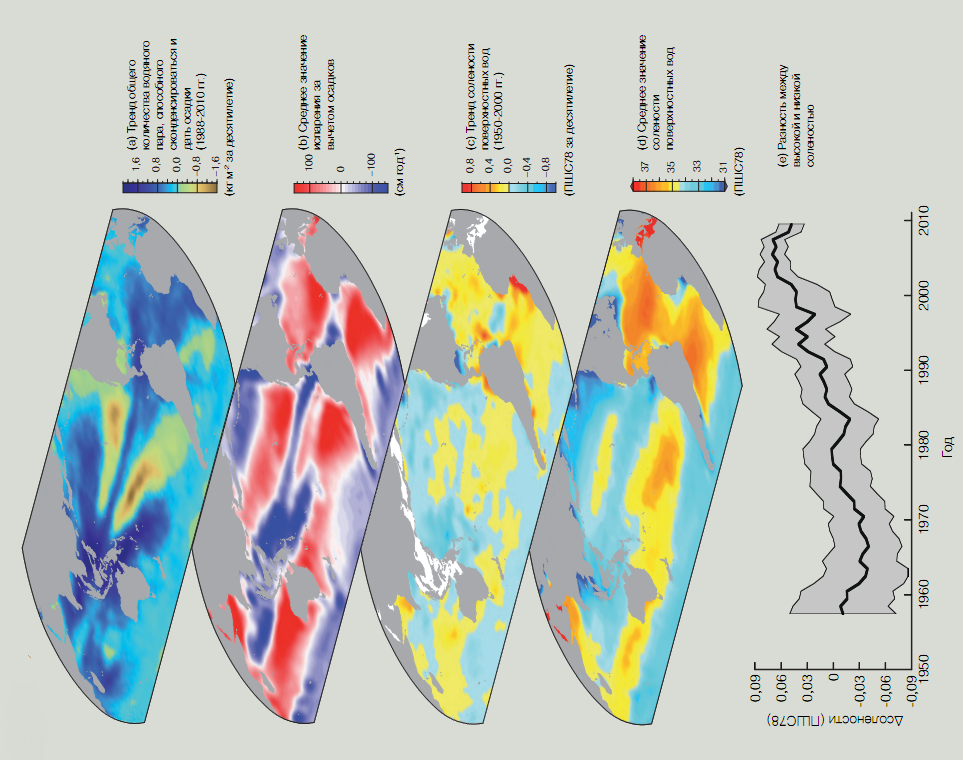 (a) Тренд общего
количества водяного
пара, способного
сконденсироваться и
дать осадки
(1988-2010 гг.)
1,6
0,8
0,0
−0,8
−1,6
(кг м⁻² за десятилетие)
(b) Среднее значение
испарения за
вычетом осадков
100
0
−100
(см год⁻¹)
(c) Тренд солености
поверхностных вод
(1950-2000 гг.)
0,8
0,4
0,0
−0,4
−0,8
(ПШС78 за десятилетие)
(d) Среднее значение
солености
поверхностных вод
37
35
33
31
(ПШС78)
(e) Разность между
высокой и низкой
соленостью
Δсолености (ПШС78)
0,09
0,06
0,03
0
-0,03
-0,06
-0,09
1950
1960
1970
1980
1990
2000
2010
Год